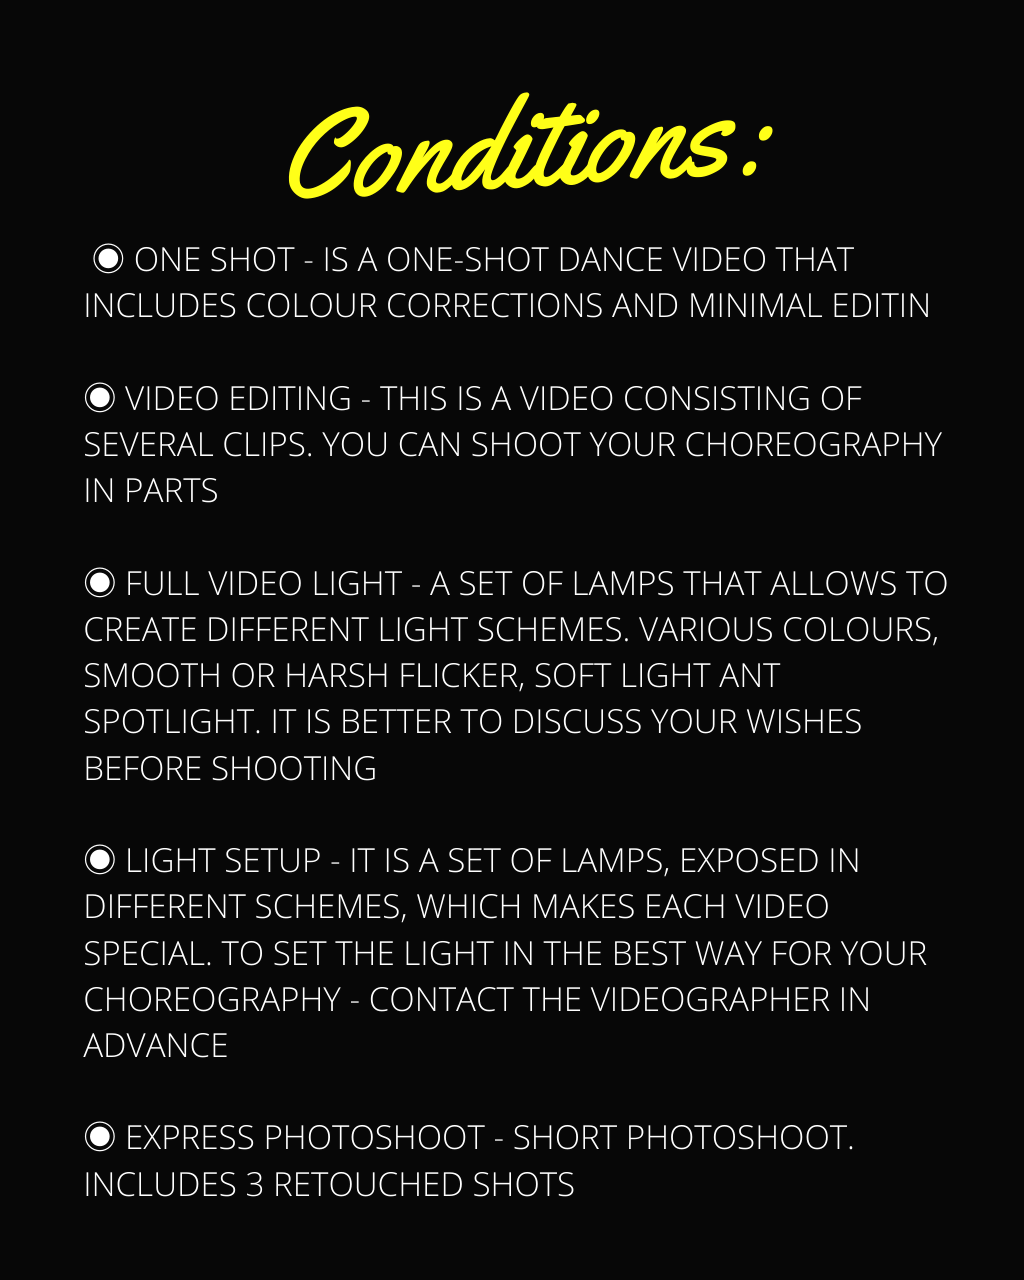 Conditions:
◉ ONE SHOT - IS A ONE-SHOT DANCE VIDEO THAT
INCLUDES COLOUR CORRECTIONS AND MINIMAL EDITIN
◉ VIDEO EDITING - THIS IS A VIDEO CONSISTING OF
SEVERAL CLIPS. YOU CAN SHOOT YOUR CHOREOGRAPHY
IN PARTS
◉ FULL VIDEO LIGHT - A SET OF LAMPS THAT ALLOWS TO
CREATE DIFFERENT LIGHT SCHEMES. VARIOUS COLOURS,
SMOOTH OR HARSH FLICKER, SOFT LIGHT ANT
SPOTLIGHT. IT IS BETTER TO DISCUSS YOUR WISHES
BEFORE SHOOTING
◉ LIGHT SETUP - IT IS A SET OF LAMPS, EXPOSED IN
DIFFERENT SCHEMES, WHICH MAKES EACH VIDEO
SPECIAL. TO SET THE LIGHT IN THE BEST WAY FOR YOUR
CHOREOGRAPHY - CONTACT THE VIDEOGRAPHER IN
ADVANCE
◉ EXPRESS PHOTOSHOOT - SHORT PHOTOSHOOT.
INCLUDES 3 RETOUCHED SHOTS